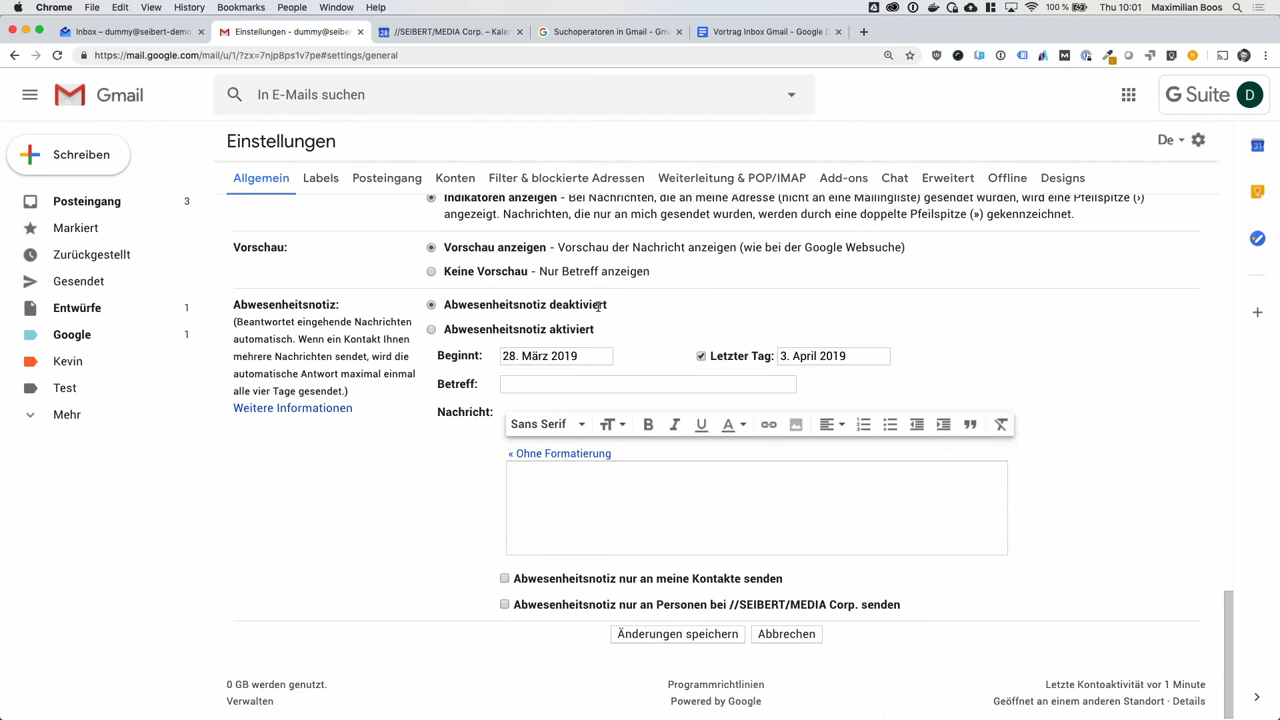 Chrome File Edit View History Bookmarks People Window Help 100 % Thu 10:01 Maximilian Boos
Inbox – dummy@seibert-demo × Einstellungen - dummy@seibe × //SEIBERT/MEDIA Corp. – Kale × Suchoperatoren in Gmail - Gm × Vortrag Inbox Gmail - Google D ×
https://mail.google.com/mail/u/1/?zx=7njp8ps1v7pe#settings/general
Gmail In E-Mails suchen G Suite D
Einstellungen De
Schreiben
Allgemein Labels Posteingang Konten Filter & blockierte Adressen Weiterleitung & POP/IMAP Add-ons Chat Erweitert Offline Designs
Posteingang 3
Markiert
Zurückgestellt
Gesendet
Entwürfe 1
Google 1
Kevin
Test
Mehr
Indikatoren anzeigen - Bei Nachrichten, die an meine Adresse (nicht an eine Mailingliste) gesendet wurden, wird eine Pfeilspitze (›)
angezeigt. Nachrichten, die nur an mich gesendet wurden, werden durch eine doppelte Pfeilspitze (») gekennzeichnet.
Vorschau: Vorschau anzeigen - Vorschau der Nachricht anzeigen (wie bei der Google Websuche)
Keine Vorschau - Nur Betreff anzeigen
Abwesenheitsnotiz:
(Beantwortet eingehende Nachrichten
automatisch. Wenn ein Kontakt Ihnen
mehrere Nachrichten sendet, wird die
automatische Antwort maximal einmal
alle vier Tage gesendet.)
Weitere Informationen
Abwesenheitsnotiz deaktiviert
Abwesenheitsnotiz aktiviert
Beginnt: 28. März 2019 Letzter Tag: 3. April 2019
Betreff:
Nachricht:
Sans Serif B I U A
« Ohne Formatierung
Abwesenheitsnotiz nur an meine Kontakte senden
Abwesenheitsnotiz nur an Personen bei //SEIBERT/MEDIA Corp. senden
Änderungen speichern Abbrechen
0 GB werden genutzt. Programmrichtlinien Letzte Kontoaktivität vor 1 Minute
Verwalten Powered by Google Geöffnet an einem anderen Standort · Details